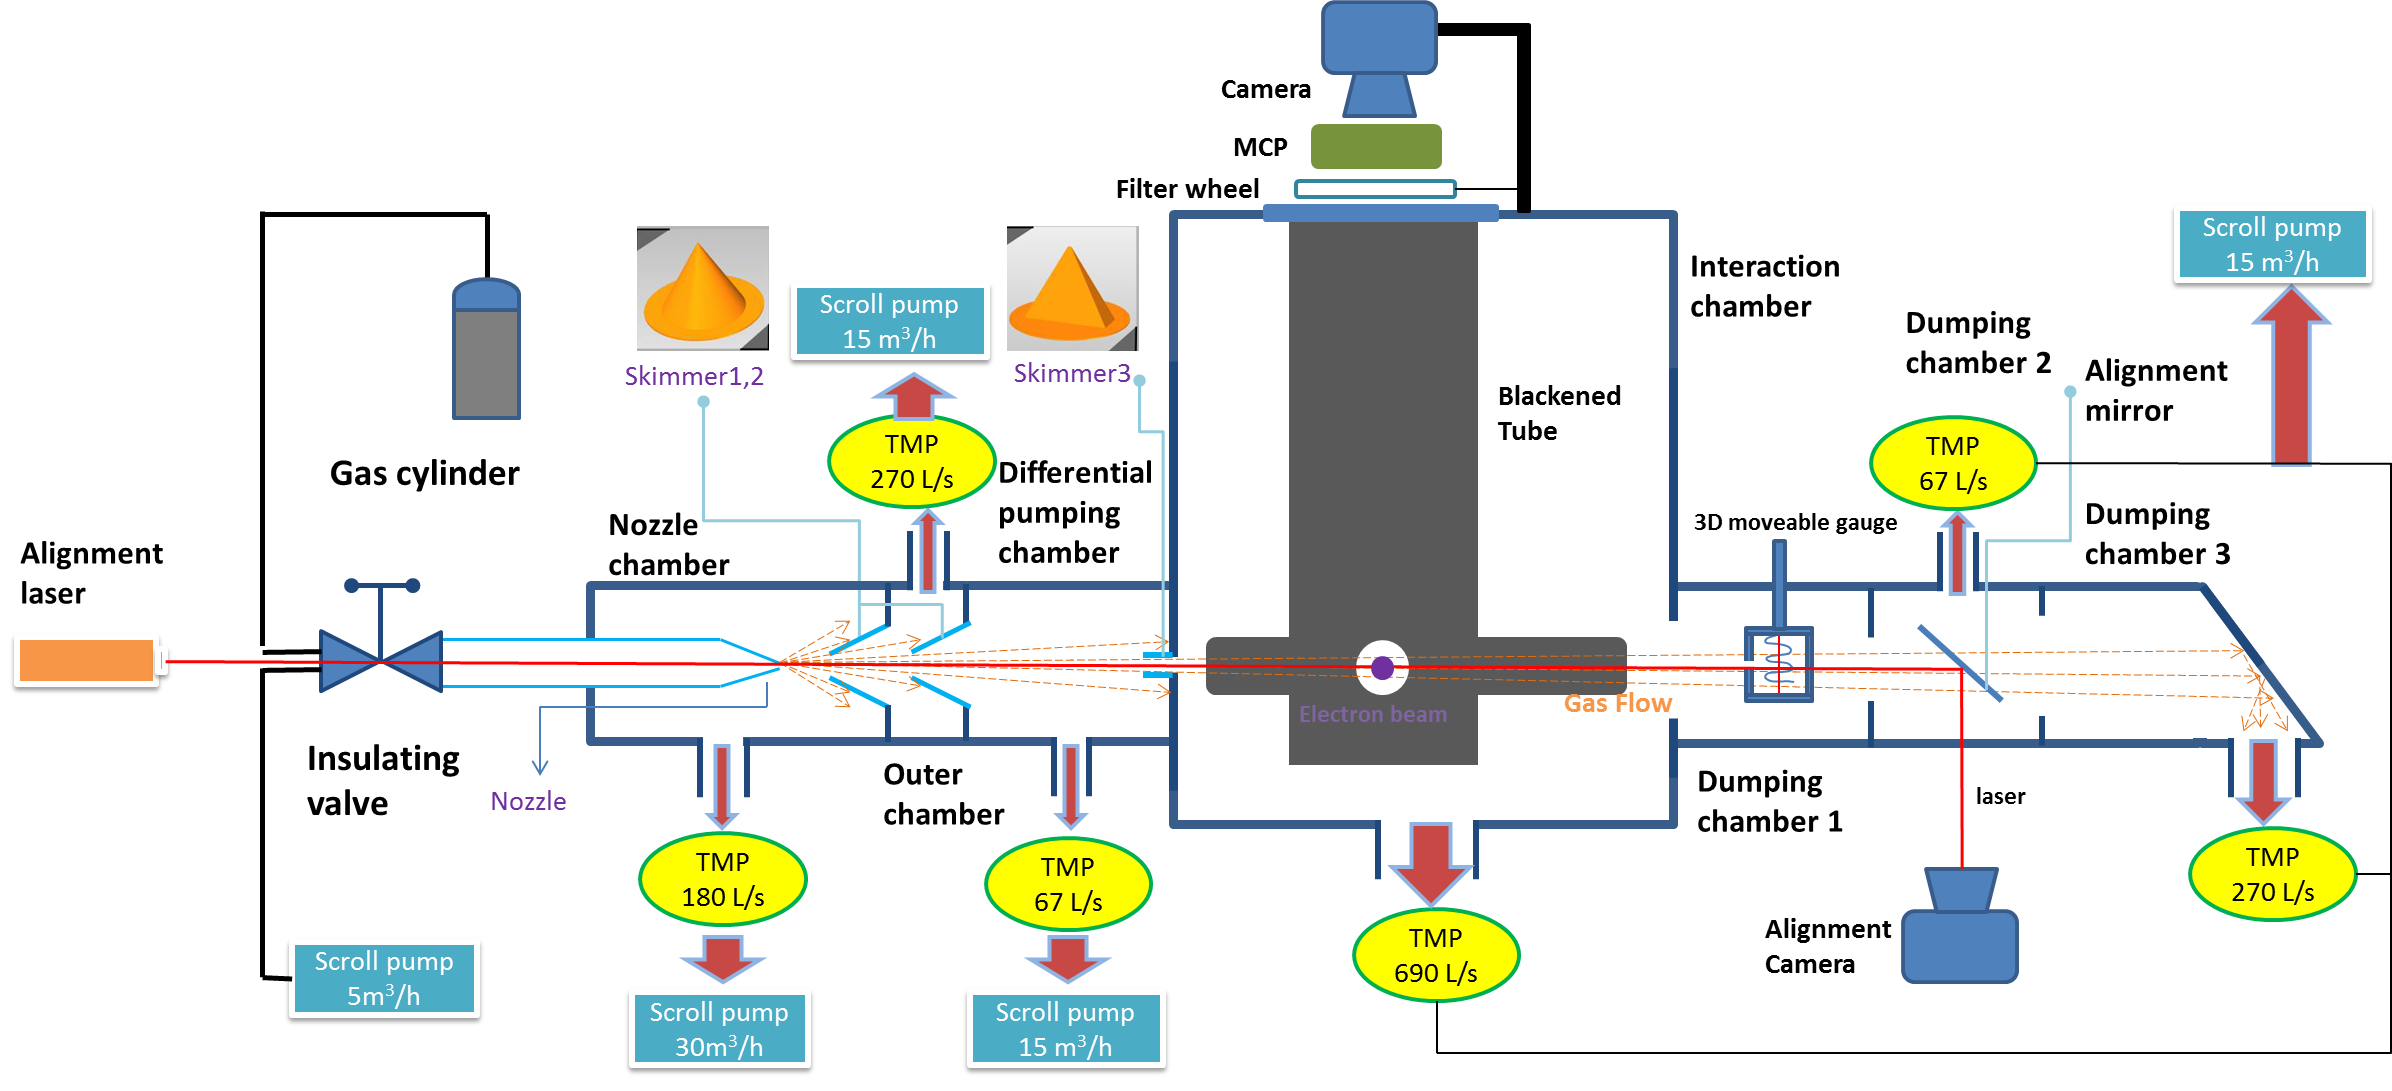 Camera
MCP
Filter wheel
Scroll pump
15 m³/h
Interaction
chamber
Scroll pump
15 m³/h
Dumping
chamber 2
Alignment
mirror
Skimmer1,2
Skimmer3
Blackened
Tube
TMP
270 L/s
TMP
67 L/s
Gas cylinder
Differential
pumping
chamber
Nozzle
chamber
3D moveable gauge
Dumping
chamber 3
Alignment
laser
Electron beam
Gas Flow
Insulating
valve
Nozzle
Outer
chamber
Dumping
chamber 1
laser
TMP
180 L/s
TMP
67 L/s
TMP
690 L/s
TMP
270 L/s
Alignment
Camera
Scroll pump
5m³/h
Scroll pump
30m³/h
Scroll pump
15 m³/h